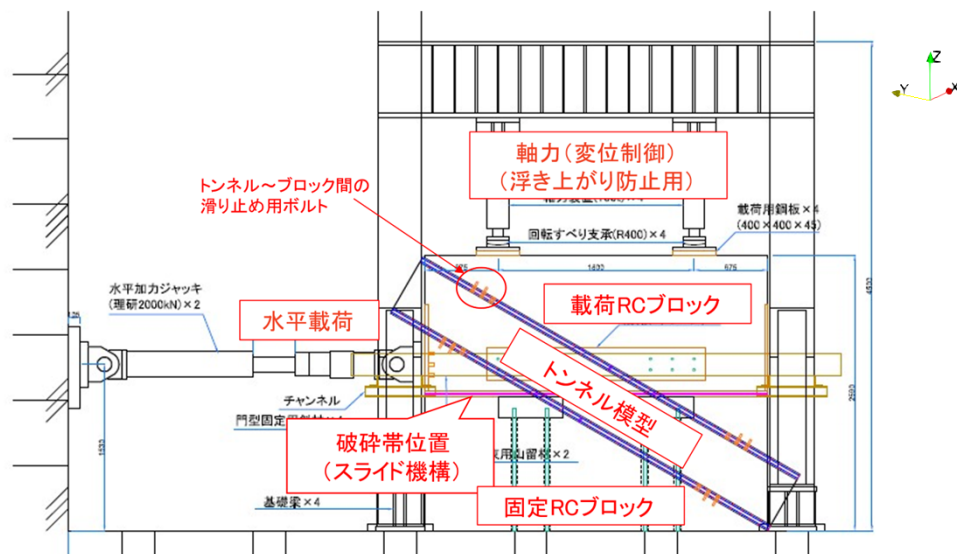 Z
Y
X
軸力(変位制御)
(浮き上がり防止用)
トンネル~ブロック間の
滑り止め用ボルト
載荷用鋼板×4
(400×400×45)
回転すべり支承(R400)×4
1400
675
4530
水平加力ジャッキ
(理研2000kN)×2
載荷RCブロック
水平載荷
トンネル模型
チャンネル
破砕帯位置
(スライド機構)
固定RCブロック
基礎梁×4